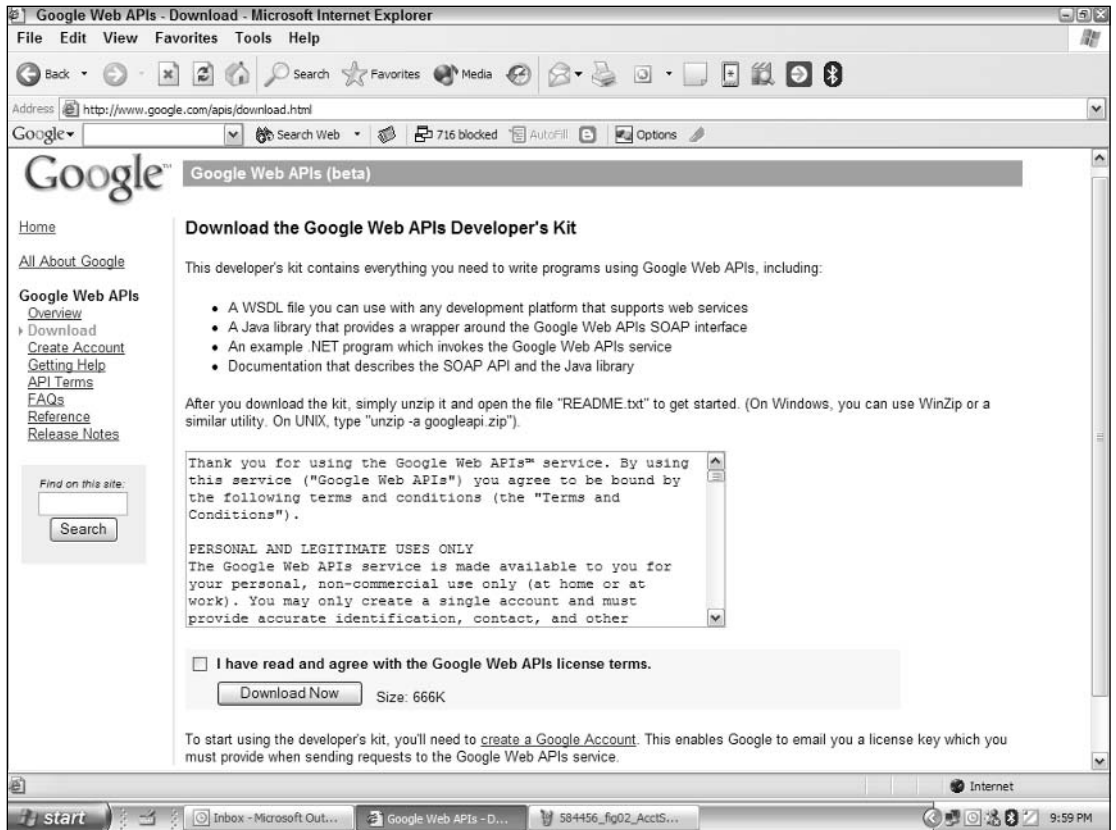 Google Web APIs - Download - Microsoft Internet Explorer
File Edit View Favorites Tools Help
Back Search Favorites Media
Address http://www.google.com/apis/download.html
Google Search Web 716 blocked AutoFill Options
Google™ Google Web APIs (beta)
Home
All About Google
Google Web APIs
Overview
Download
Create Account
Getting Help
API Terms
FAQs
Reference
Release Notes
Find on this site:
Search
Download the Google Web APIs Developer's Kit
This developer's kit contains everything you need to write programs using Google Web APIs, including:
• A WSDL file you can use with any development platform that supports web services
• A Java library that provides a wrapper around the Google Web APIs SOAP interface
• An example .NET program which invokes the Google Web APIs service
• Documentation that describes the SOAP API and the Java library
After you download the kit, simply unzip it and open the file "README.txt" to get started. (On Windows, you can use WinZip or a
similar utility. On UNIX, type "unzip -a googleapi.zip").
Thank you for using the Google Web APIs™ service. By using
this service ("Google Web APIs") you agree to be bound by
the following terms and conditions (the "Terms and
Conditions").
PERSONAL AND LEGITIMATE USES ONLY
The Google Web APIs service is made available to you for
your personal, non-commercial use only (at home or at
work). You may only create a single account and must
provide accurate identification, contact, and other
I have read and agree with the Google Web APIs license terms.
Download Now Size: 666K
To start using the developer's kit, you'll need to create a Google Account. This enables Google to email you a license key which you
must provide when sending requests to the Google Web APIs service.
Internet
start Inbox - Microsoft Out... Google Web APIs - D... 584456_fig02_AcctS... 9:59 PM